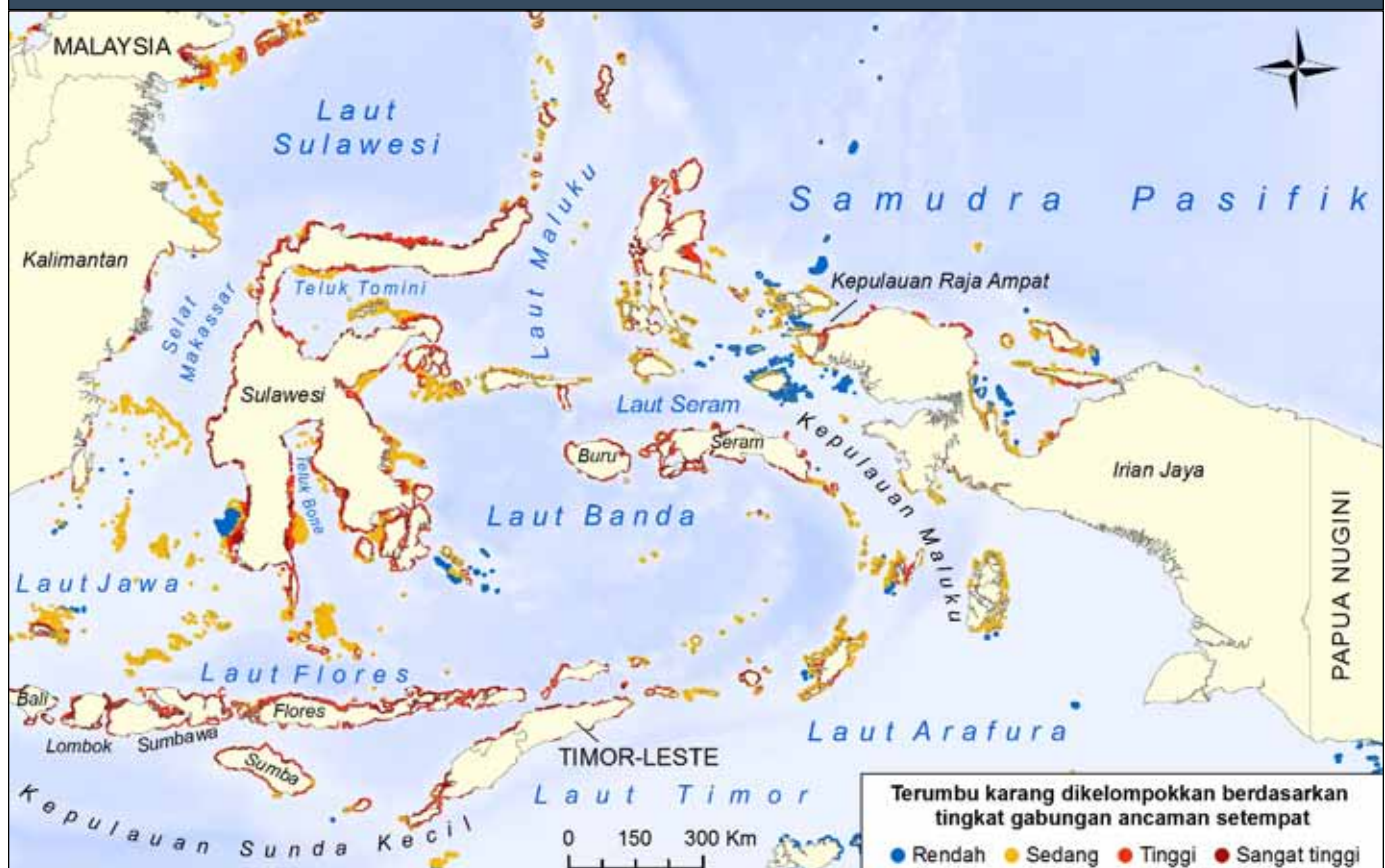 MALAYSIA
Laut
Sulawesi
Laut Maluku
Samudra Pasifik
Kalimantan
Selat
Makassar
Teluk Tomini
Kepulauan Raja Ampat
Sulawesi
Laut Seram
Kepulauan Maluku
Buru
Seram
Irian Jaya
Teluk Bone
Laut Banda
Laut Jawa
PAPUA NUGINI
Laut Flores
Bali
Lombok
Sumbawa
Flores
Sumba
TIMOR-LESTE
Laut Arafura
Laut Timor
Kepulauan Sunda Kecil
0 150 300 Km
Terumbu karang dikelompokkan berdasarkan
tingkat gabungan ancaman setempat
Rendah Sedang Tinggi Sangat tinggi